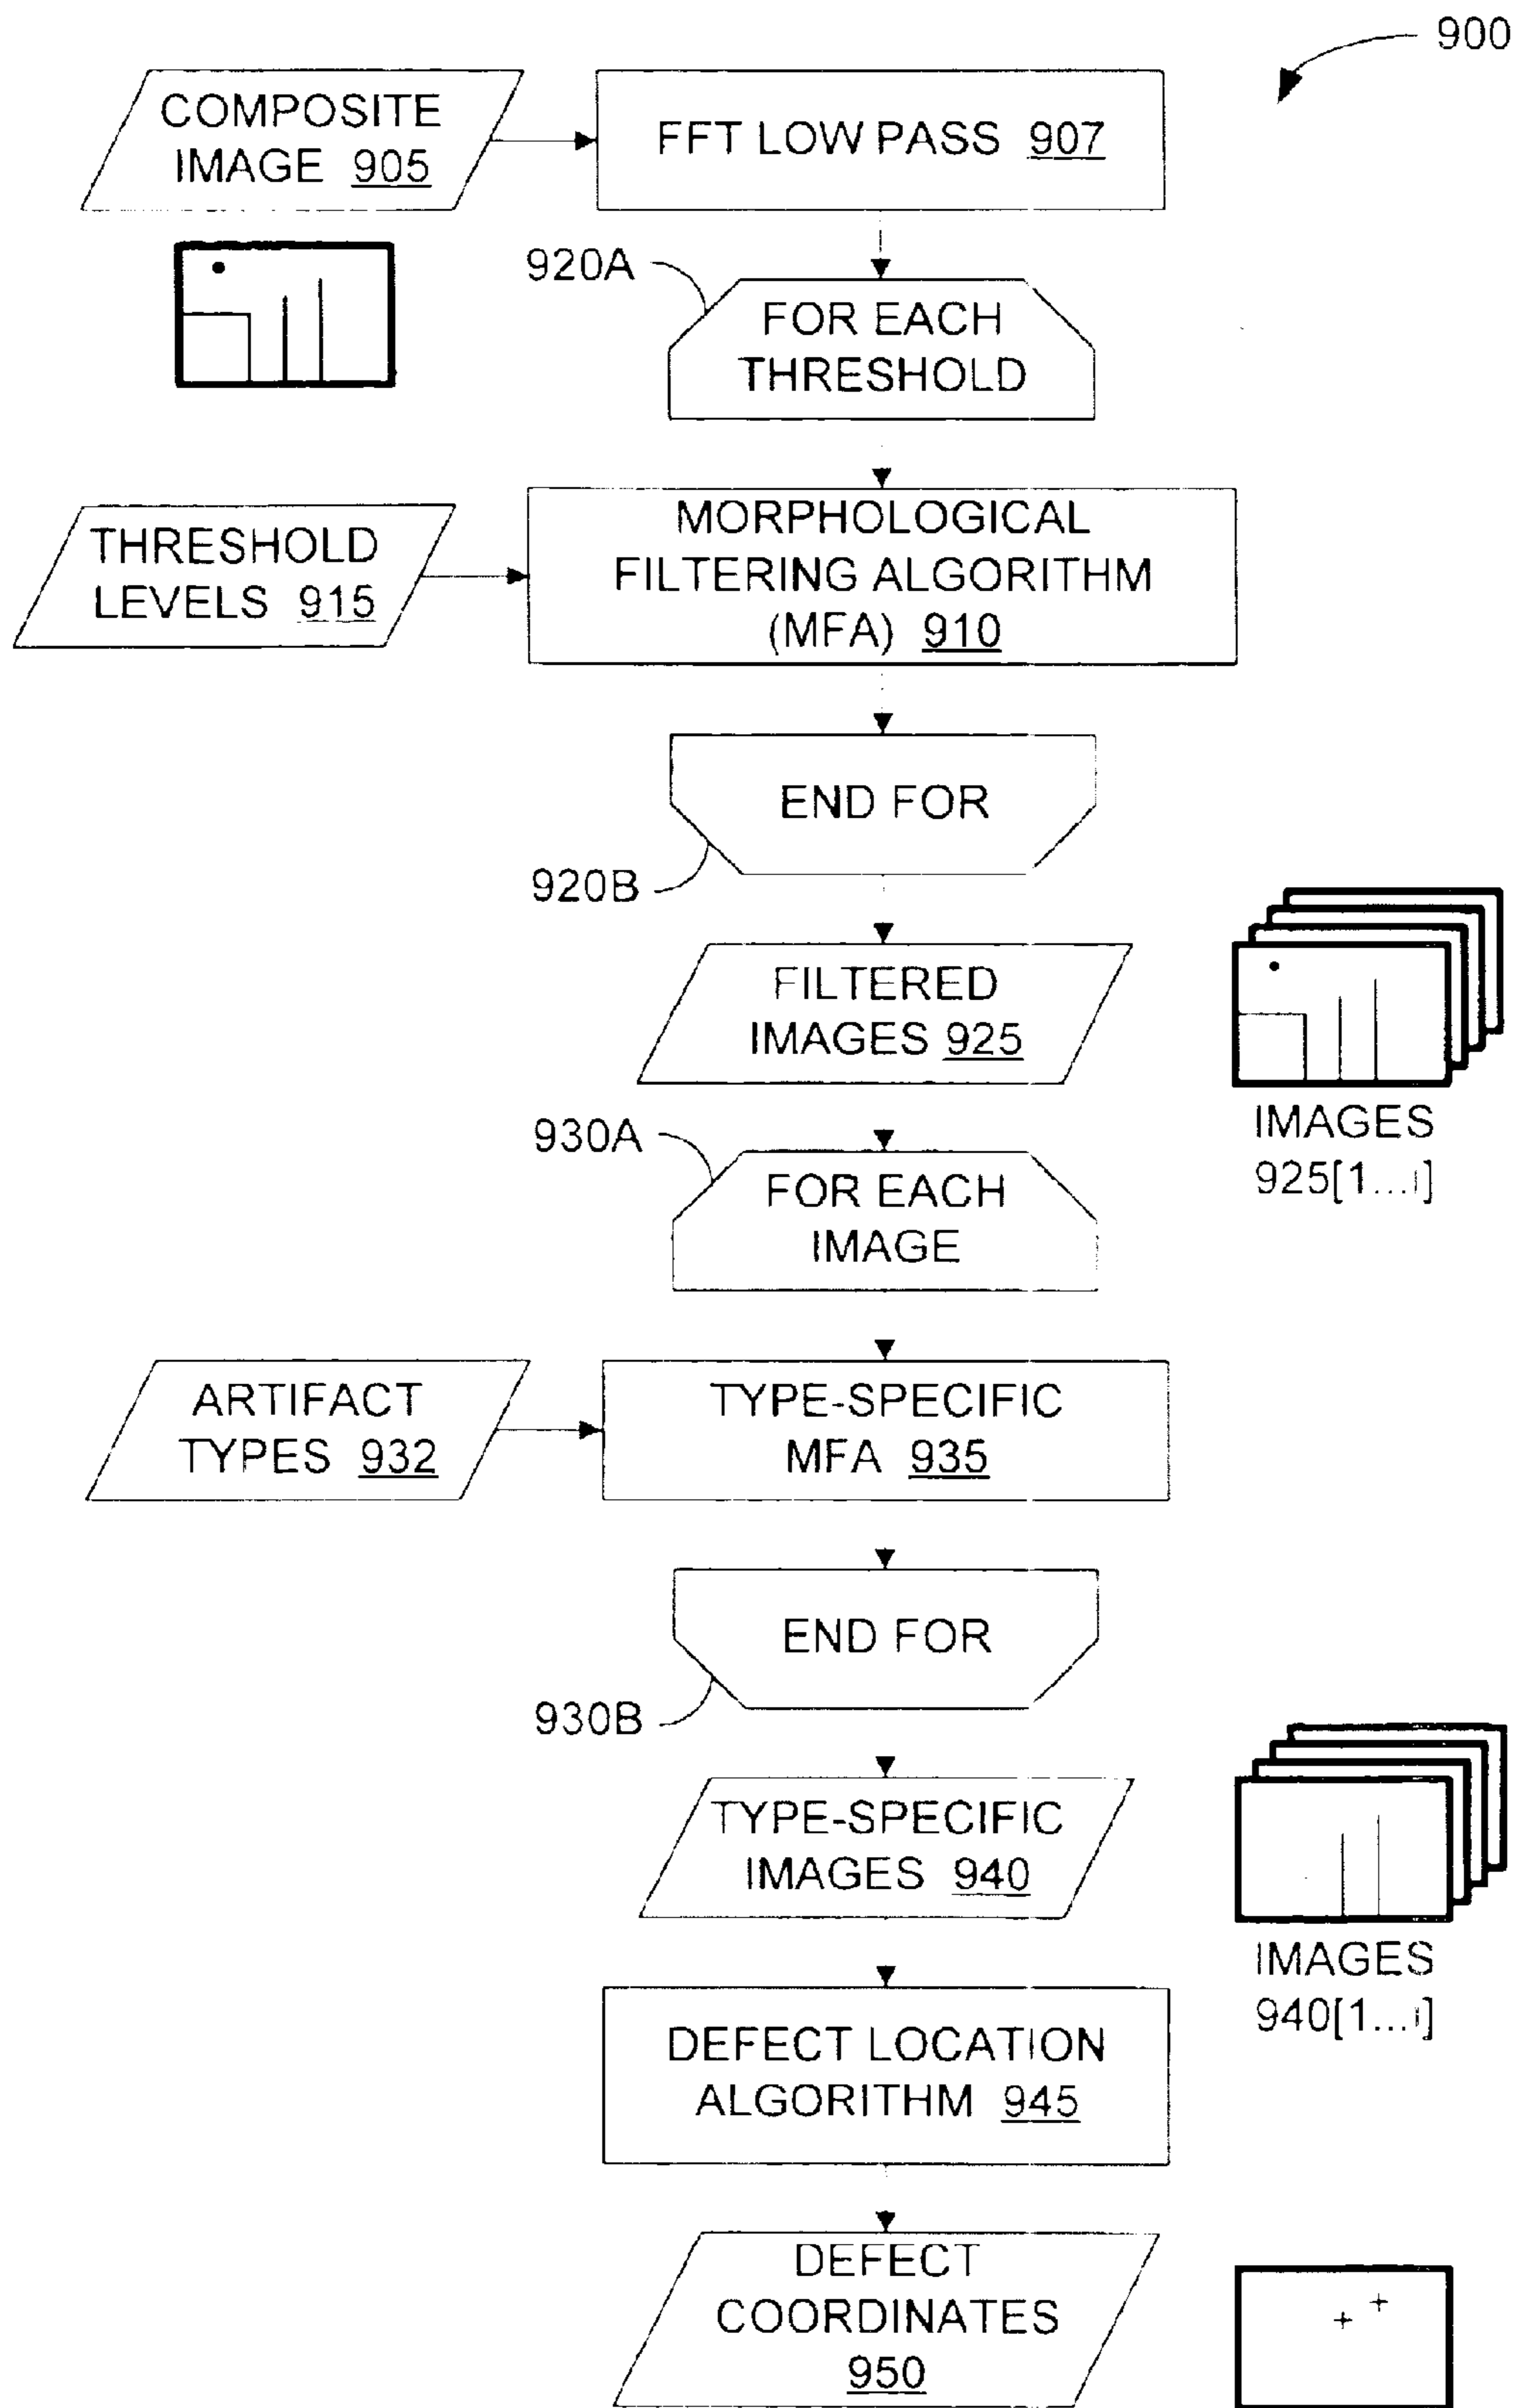 900
COMPOSITE
IMAGE 905
FFT LOW PASS 907
920A
FOR EACH
THRESHOLD
THRESHOLD
LEVELS 915
MORPHOLOGICAL
FILTERING ALGORITHM
(MFA) 910
END FOR
920B
FILTERED
IMAGES 925
IMAGES
925[1...i]
930A
FOR EACH
IMAGE
ARTIFACT
TYPES 932
TYPE-SPECIFIC
MFA 935
END FOR
930B
TYPE-SPECIFIC
IMAGES 940
IMAGES
940[1...i]
DEFECT LOCATION
ALGORITHM 945
DEFECT
COORDINATES
950